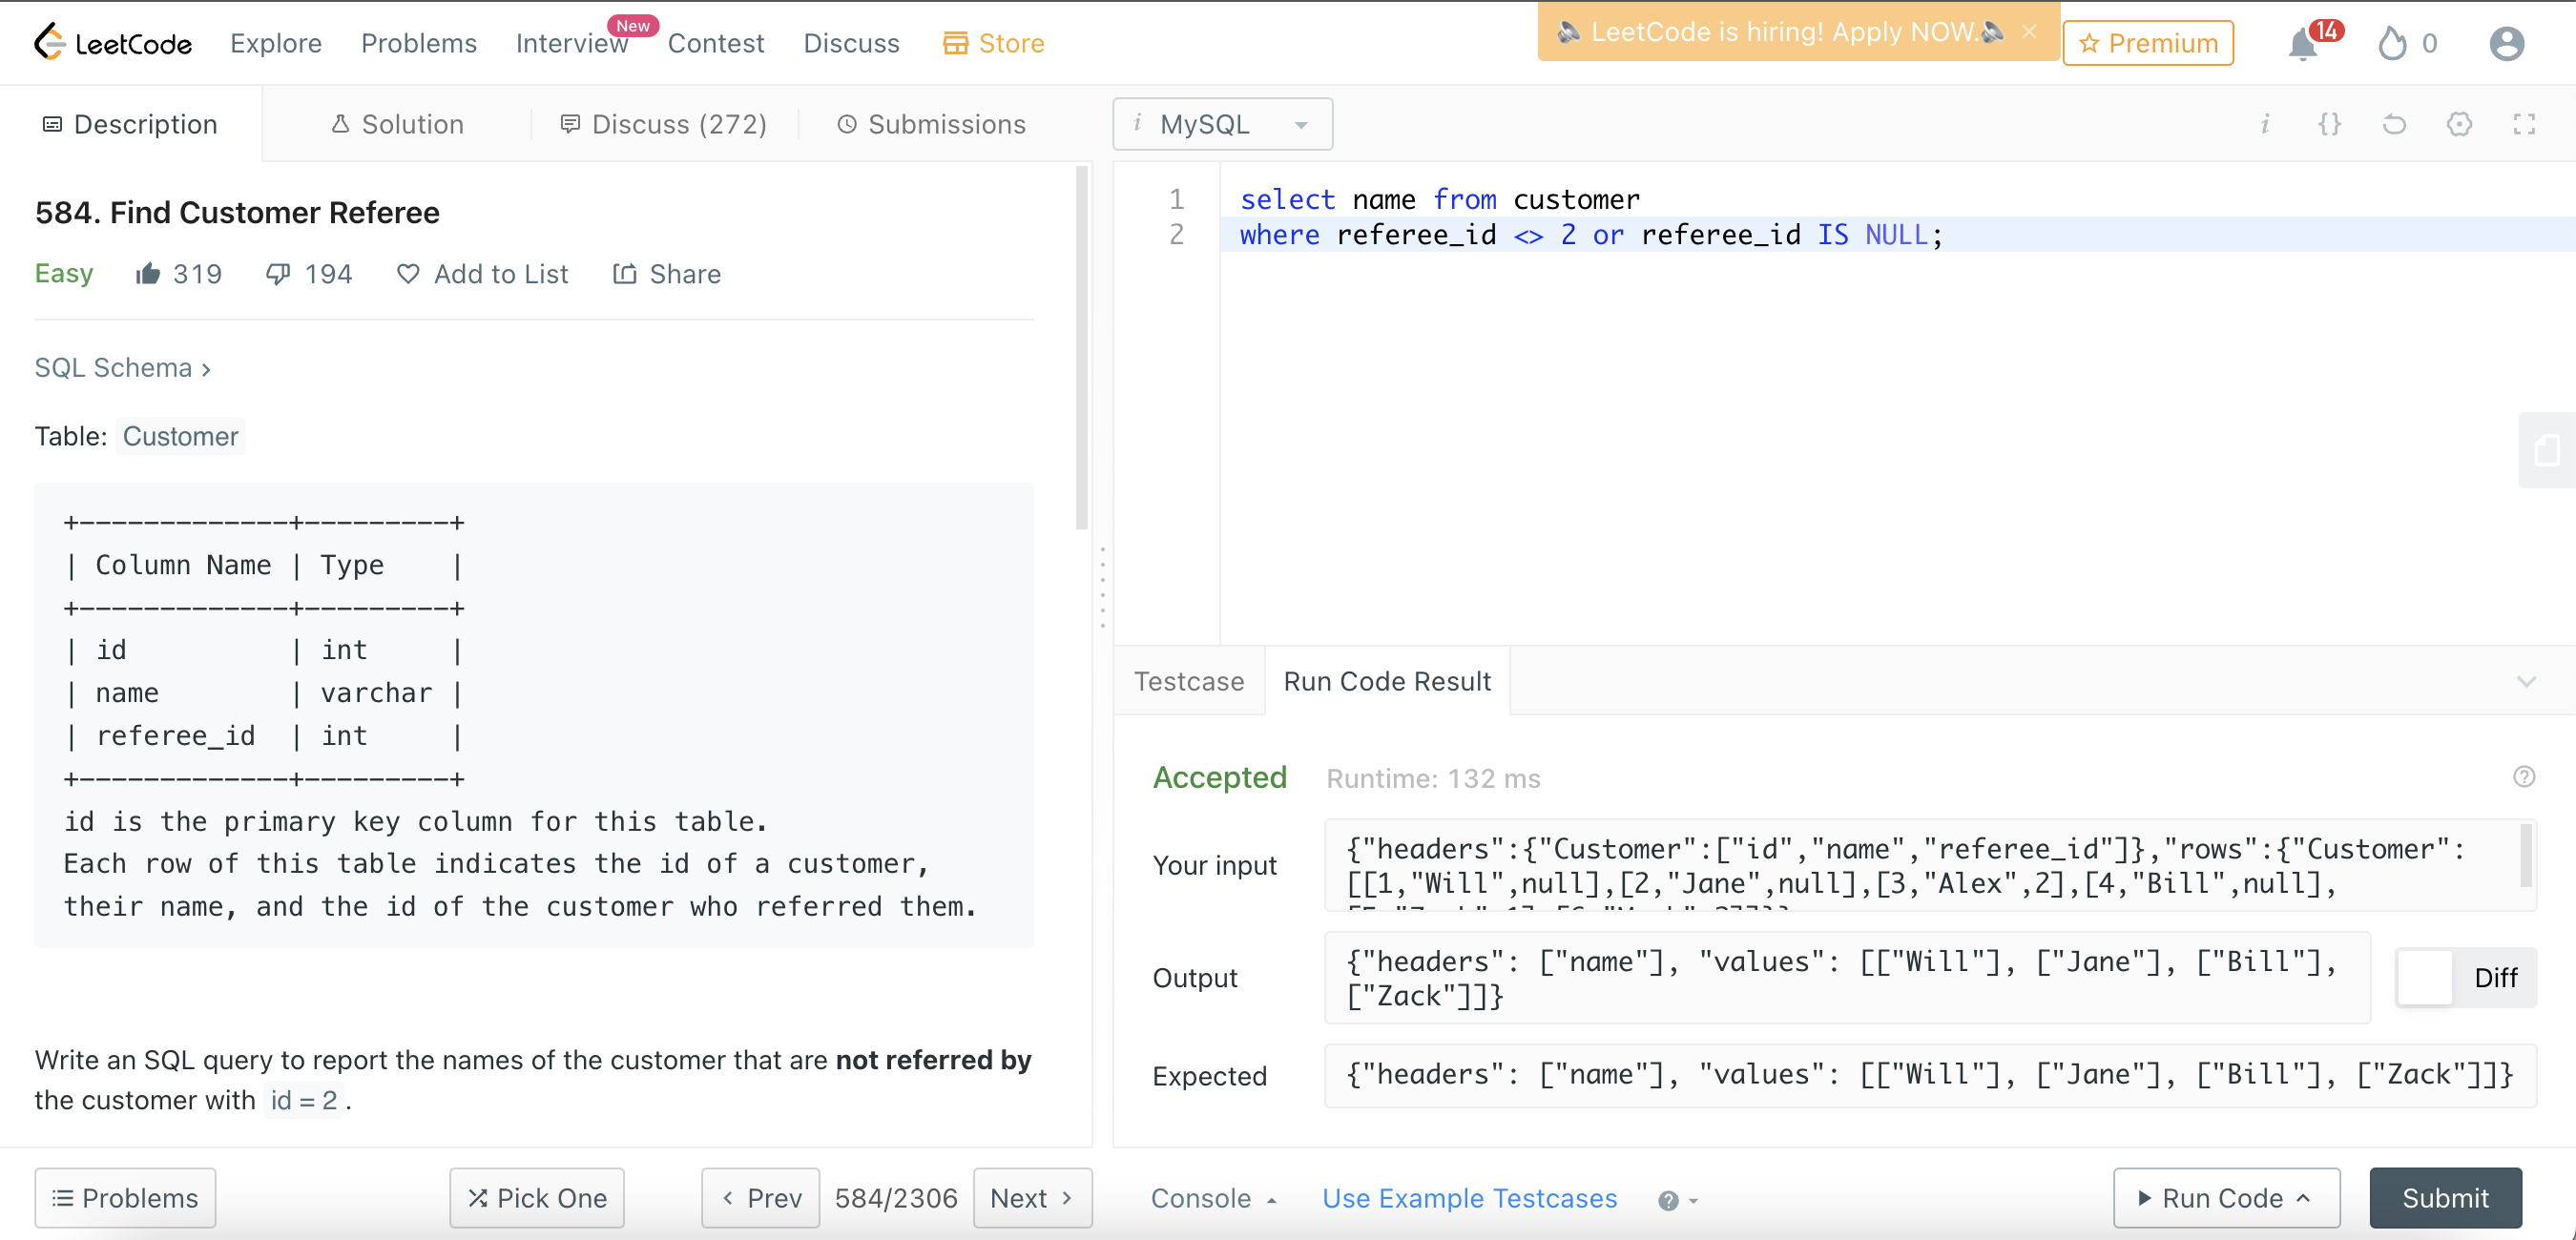 LeetCode
Explore
Problems
Interview
New
Contest
Discuss
Store
LeetCode is hiring! Apply NOW.
Premium
14
0
Description
Solution
Discuss (272)
Submissions
i MySQL
i {}
584. Find Customer Referee
Easy 319 194 Add to List Share
SQL Schema ›
Table: Customer
+-------------+---------+
| Column Name | Type    |
+-------------+---------+
| id          | int     |
| name        | varchar |
| referee_id  | int     |
+-------------+---------+
id is the primary key column for this table.
Each row of this table indicates the id of a customer,
their name, and the id of the customer who referred them.
Write an SQL query to report the names of the customer that are not referred by
the customer with id = 2.
Problems
Pick One
‹ Prev
584/2306
Next ›
1 select name from customer
2 where referee_id <> 2 or referee_id IS NULL;
Testcase
Run Code Result
Accepted Runtime: 132 ms
Your input
{"headers":{"Customer":["id","name","referee_id"]},"rows":{"Customer":
[[1,"Will",null],[2,"Jane",null],[3,"Alex",2],[4,"Bill",null],
Output
{"headers": ["name"], "values": [["Will"], ["Jane"], ["Bill"],
["Zack"]]}
Diff
Expected
{"headers": ["name"], "values": [["Will"], ["Jane"], ["Bill"], ["Zack"]]}
Console
Use Example Testcases
Run Code
Submit